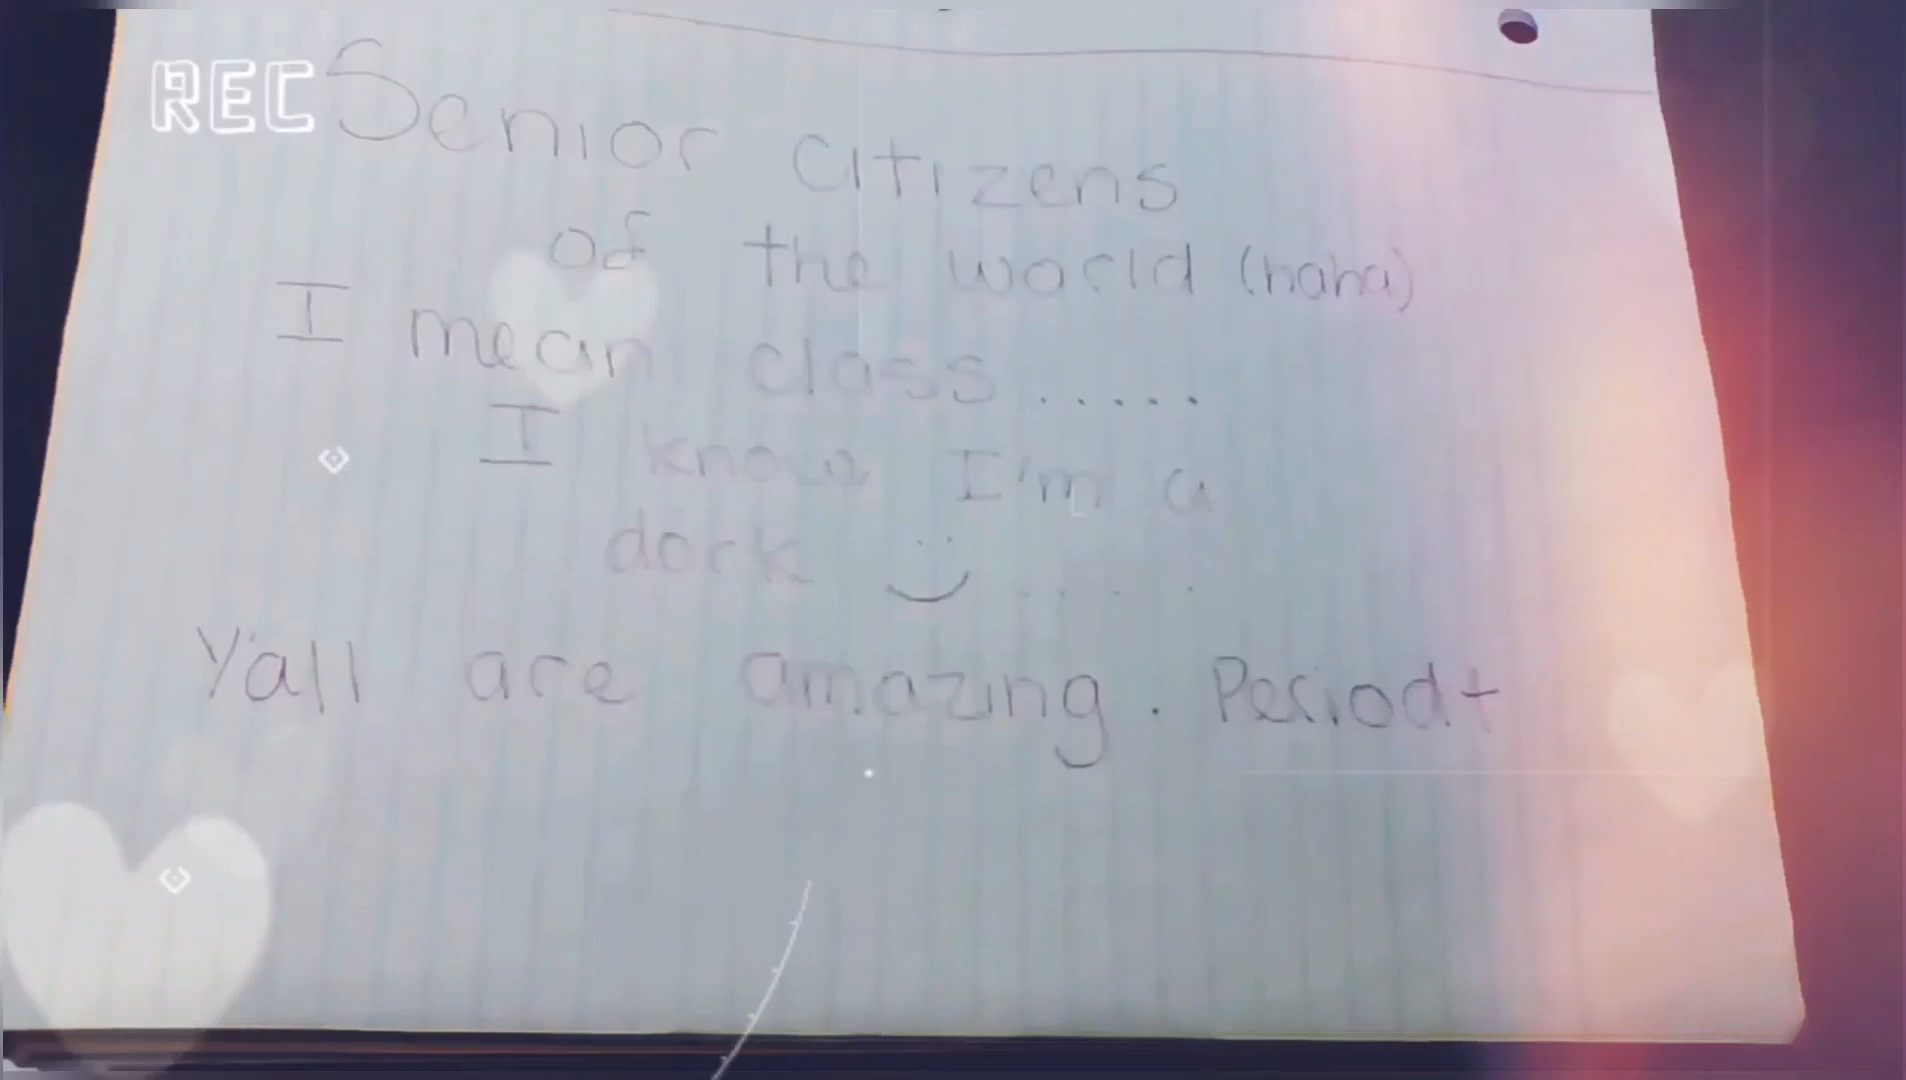 REC
Senior citizens
of the world (haha)
I mean class.....
I know I'm a
dork :) .....
Y'all are amazing. Periodt